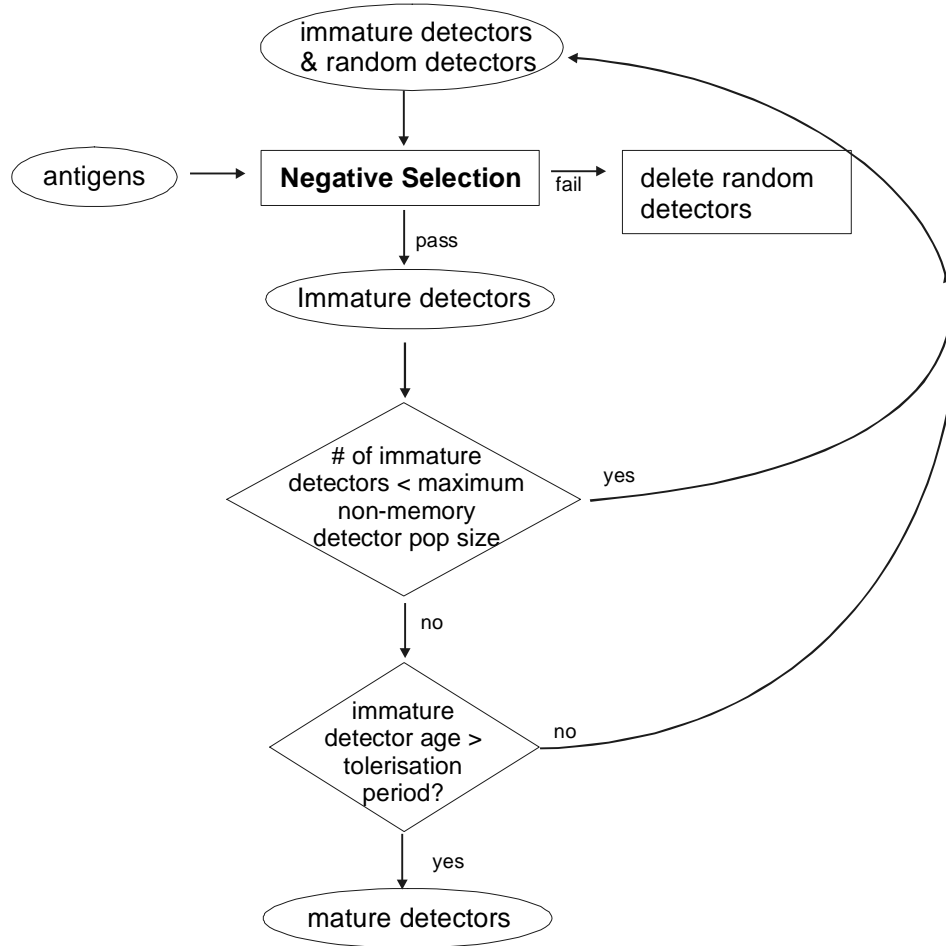 immature detectors
& random detectors
antigens
Negative Selection
fail
delete random
detectors
pass
Immature detectors
# of immature
detectors < maximum
non-memory
detector pop size
yes
no
immature
detector age >
tolerisation
period?
no
yes
mature detectors